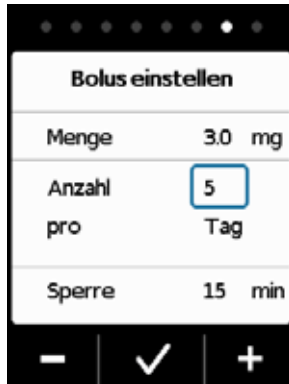 Bolus einstellen
Menge 3.0 mg
Anzahl 5
pro Tag
Sperre 15 min